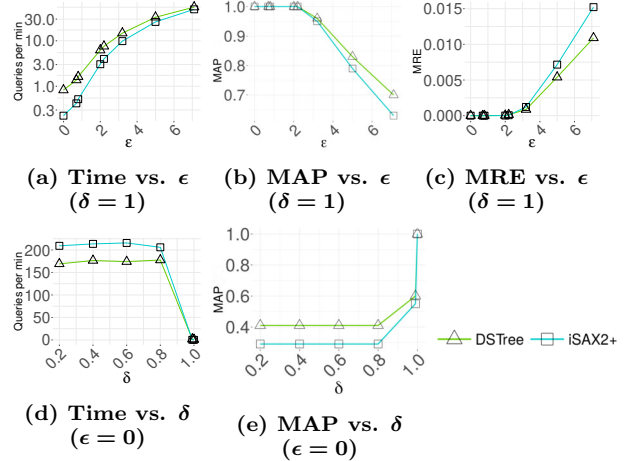 Queries per min
30.0
10.0
3.0
1.0
0.3
0 2 4 6
ε
(a) Time vs. ϵ
(δ = 1)
MAP
1.0
0.9
0.8
0.7
0 2 4 6
ε
(b) MAP vs. ϵ
(δ = 1)
MRE
0.015
0.010
0.005
0.000
0 2 4 6
ε
(c) MRE vs. ϵ
(δ = 1)
Queries per min
200
150
100
50
0
0.2 0.4 0.6 0.8 1.0
δ
(d) Time vs. δ
(ϵ = 0)
MAP
1.0
0.8
0.6
0.4
0.2 0.4 0.6 0.8 1.0
δ
(e) MAP vs. δ
(ϵ = 0)
DSTree iSAX2+